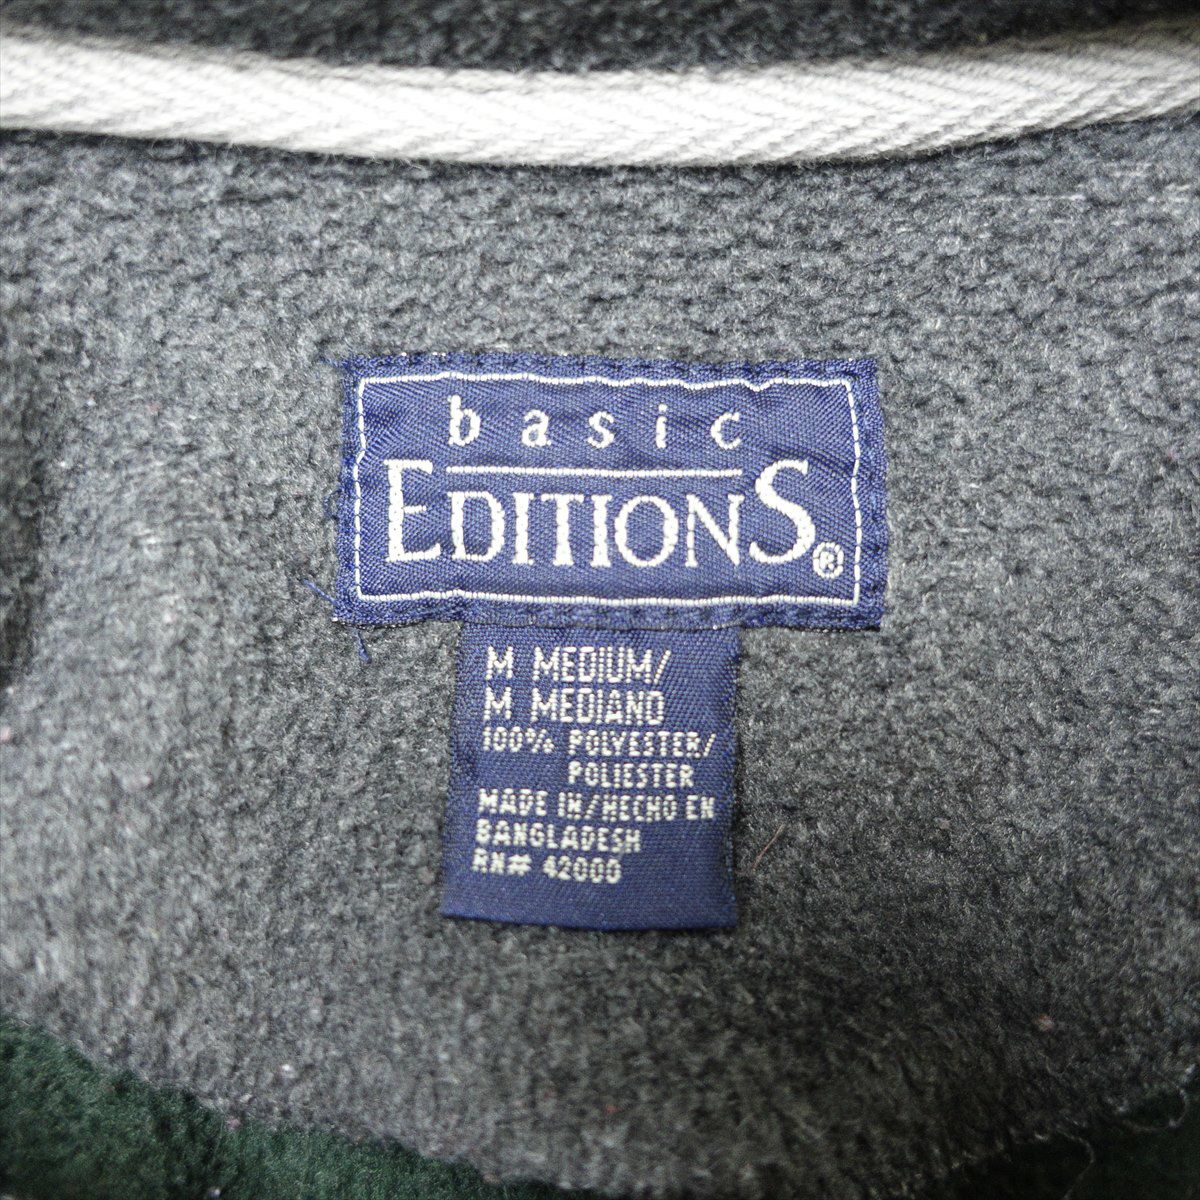 basic
EDITIONS®
M MEDIUM/
M MEDIANO
100% POLYESTER/
POLIESTER
MADE IN/HECHO EN
BANGLADESH
RN# 42000